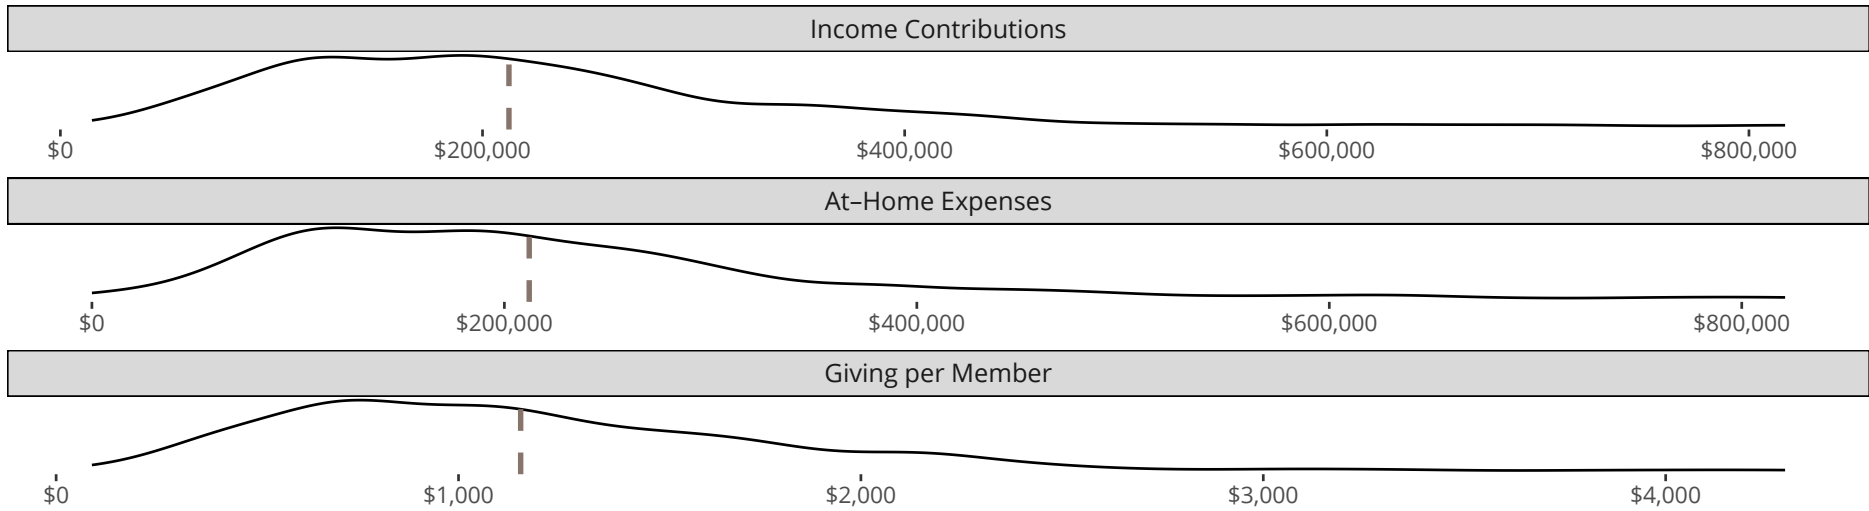 Income Contributions
$0 $200,000 $400,000 $600,000 $800,000
At–Home Expenses
$0 $200,000 $400,000 $600,000 $800,000
Giving per Member
$0 $1,000 $2,000 $3,000 $4,000